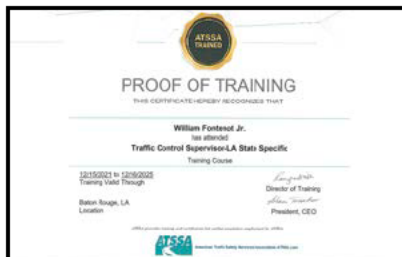 ATSSA
TRAINED
PROOF OF TRAINING
THIS CERTIFICATE HEREBY RECOGNIZES THAT
William Fontenot Jr.
has attended
Traffic Control Supervisor-LA State Specific
Training Course
12/15/2021 to 12/16/2025
Training Valid Through
Director of Training
Baton Rouge, LA
Location
President, CEO
ATSSA
American Traffic Safety Services Association